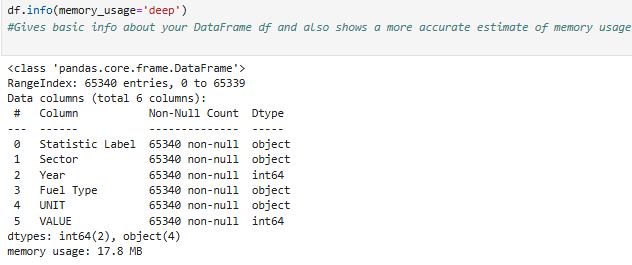 df.info(memory_usage='deep')
#Gives basic info about your DataFrame df and also shows a more accurate estimate of memory usage
<class 'pandas.core.frame.DataFrame'>
RangeIndex: 65340 entries, 0 to 65339
Data columns (total 6 columns):
 #   Column           Non-Null Count  Dtype
---  ------           --------------  -----
 0   Statistic Label  65340 non-null  object
 1   Sector           65340 non-null  object
 2   Year             65340 non-null  int64
 3   Fuel Type        65340 non-null  object
 4   UNIT             65340 non-null  object
 5   VALUE            65340 non-null  int64
dtypes: int64(2), object(4)
memory usage: 17.8 MB